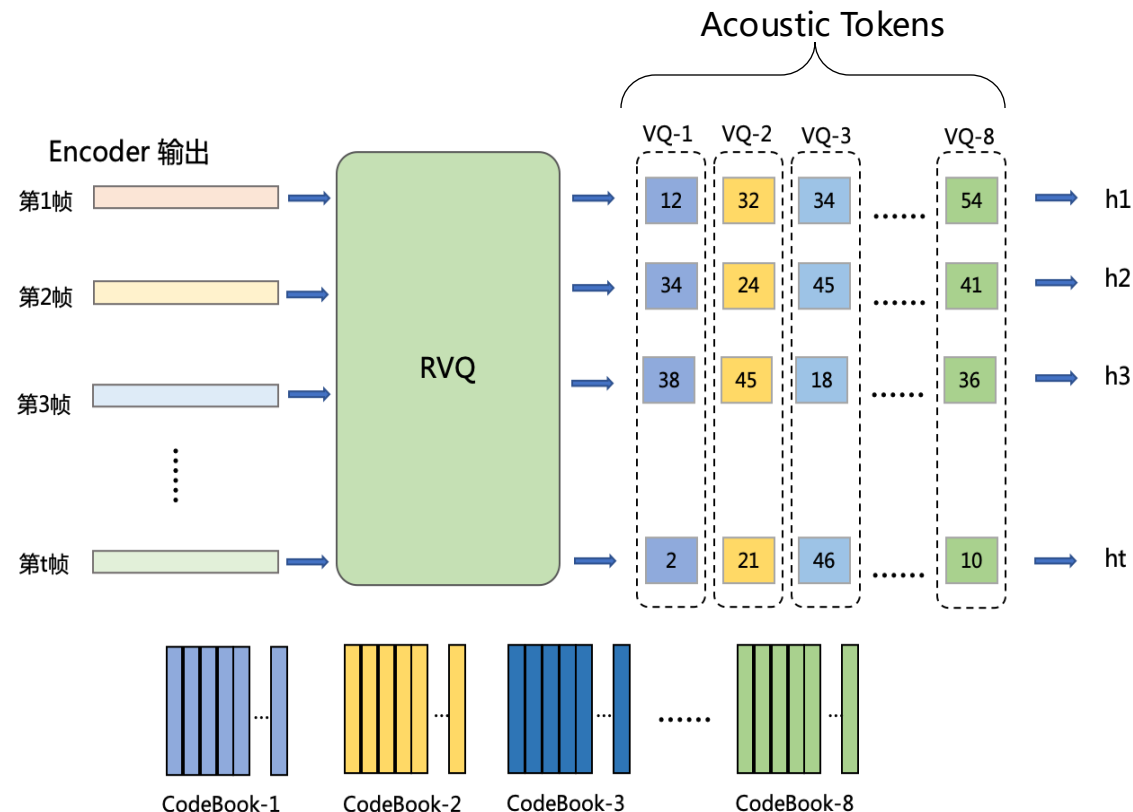 Acoustic Tokens
VQ-1 VQ-2 VQ-3 VQ-8
Encoder 输出
第1帧 12 32 34 ...... 54 h1
第2帧 34 24 45 ...... 41 h2
RVQ
第3帧 38 45 18 ...... 36 h3
......
第t帧 2 21 46 ...... 10 ht
... ... ... ...... ...
CodeBook-1 CodeBook-2 CodeBook-3 CodeBook-8